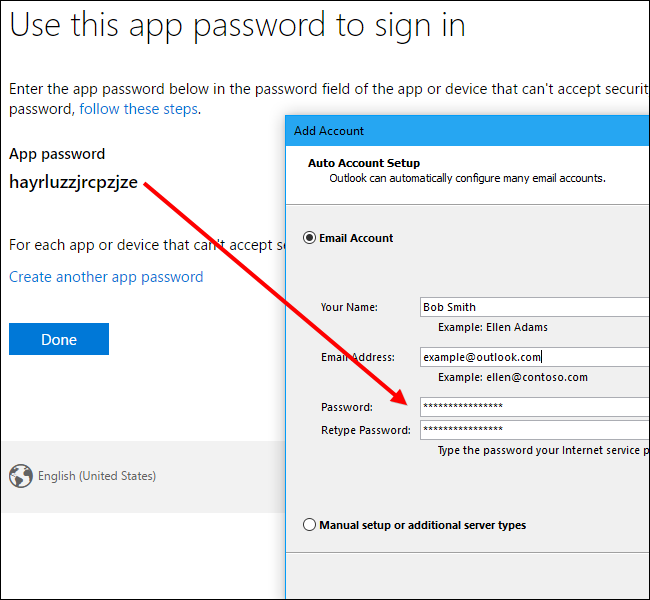 Use this app password to sign in
Enter the app password below in the password field of the app or device that can't accept securit
password, follow these steps.
App password
hayrluzzjrcpzjze
For each app or device that can't accept se
Create another app password
Done
English (United States)
Add Account
Auto Account Setup
Outlook can automatically configure many email accounts.
Email Account
Your Name: Bob Smith
Example: Ellen Adams
Email Address: example@outlook.com
Example: ellen@contoso.com
Password: ****************
Retype Password: ****************
Type the password your Internet service p
Manual setup or additional server types